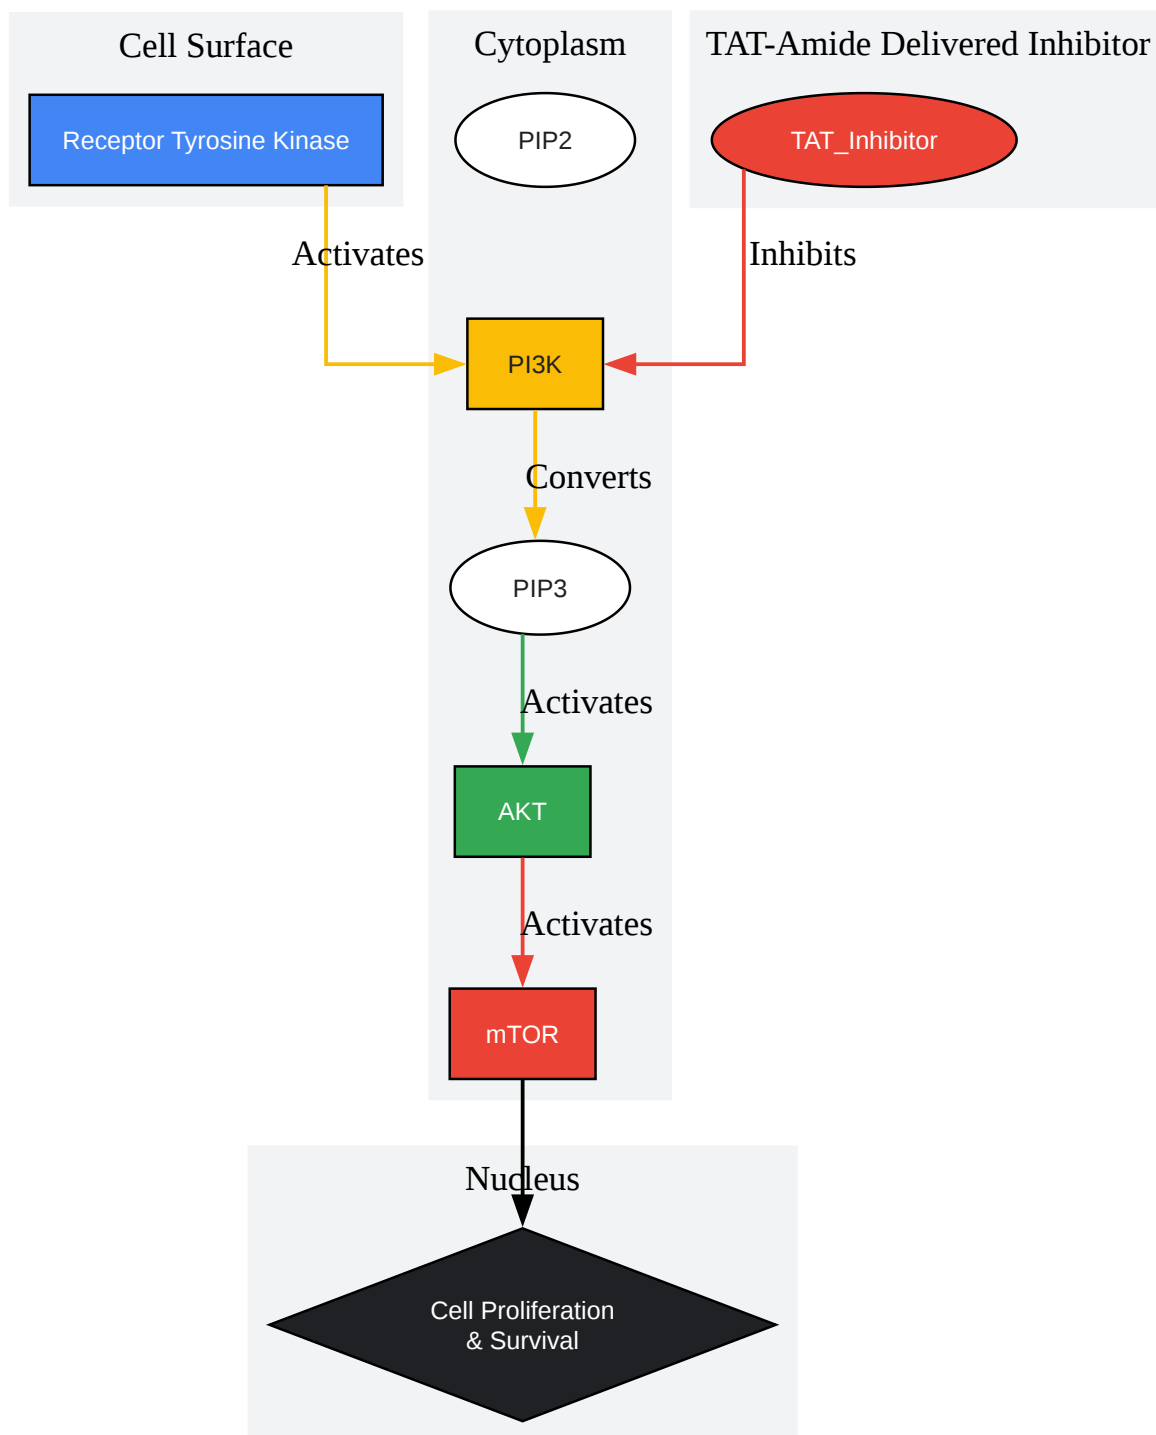 Cell Surface
Cytoplasm
TAT-Amide Delivered Inhibitor
Receptor Tyrosine Kinase
PIP2
TAT_Inhibitor
Activates
Inhibits
PI3K
Converts
PIP3
Activates
AKT
Activates
mTOR
Nucleus
Cell Proliferation
& Survival